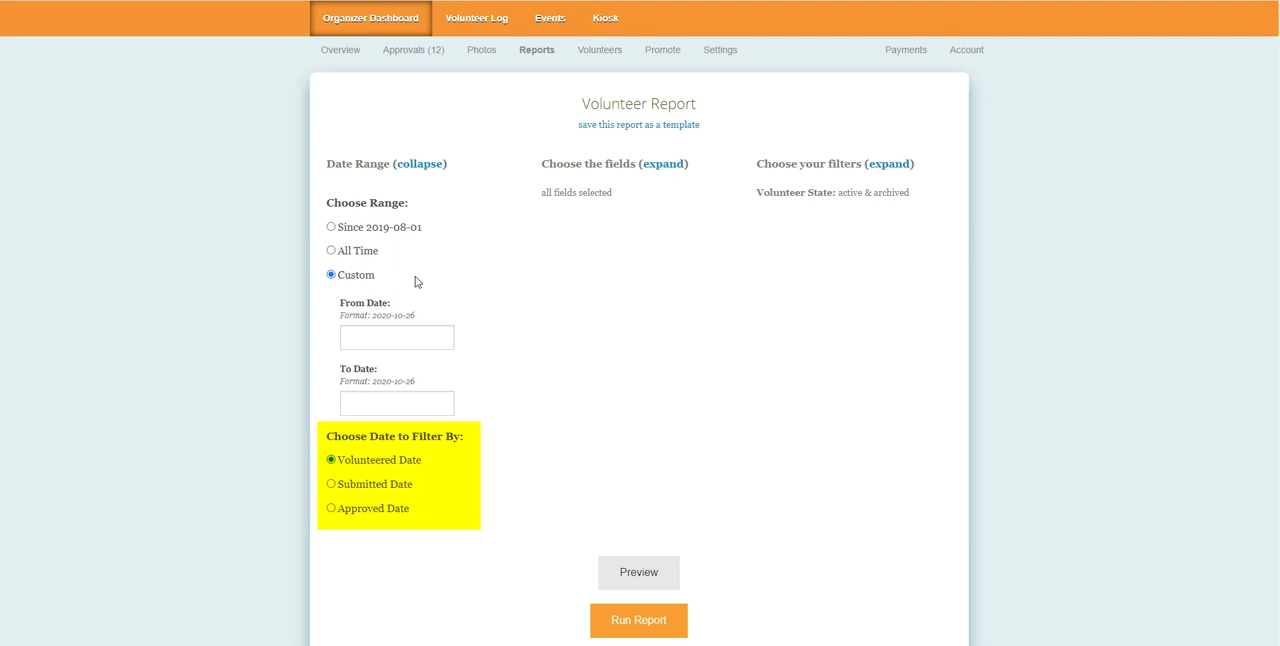 Organizer Dashboard Volunteer Log Events Kiosk
Overview Approvals (12) Photos Reports Volunteers Promote Settings Payments Account
Volunteer Report
save this report as a template
Date Range (collapse) Choose the fields (expand) Choose your filters (expand)
all fields selected Volunteer State: active & archived
Choose Range:
Since 2019-08-01
All Time
Custom
From Date:
Format: 2020-10-26
To Date:
Format: 2020-10-26
Choose Date to Filter By:
Volunteered Date
Submitted Date
Approved Date
Preview
Run Report